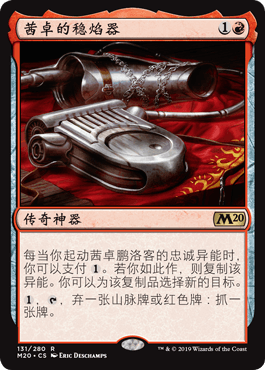 茜卓的稳焰器 1
M20
传奇神器
每当你起动茜卓鹏洛客的忠诚异能时,
你可以支付 1。若你如此作,则复制该
异能。你可以为该复制品选择新的目标。
1,弃一张山脉牌或红色牌:抓一
张牌。
131/280 R
M20 • CS ERIC DESCHAMPS
™ & © 2019 Wizards of the Coast